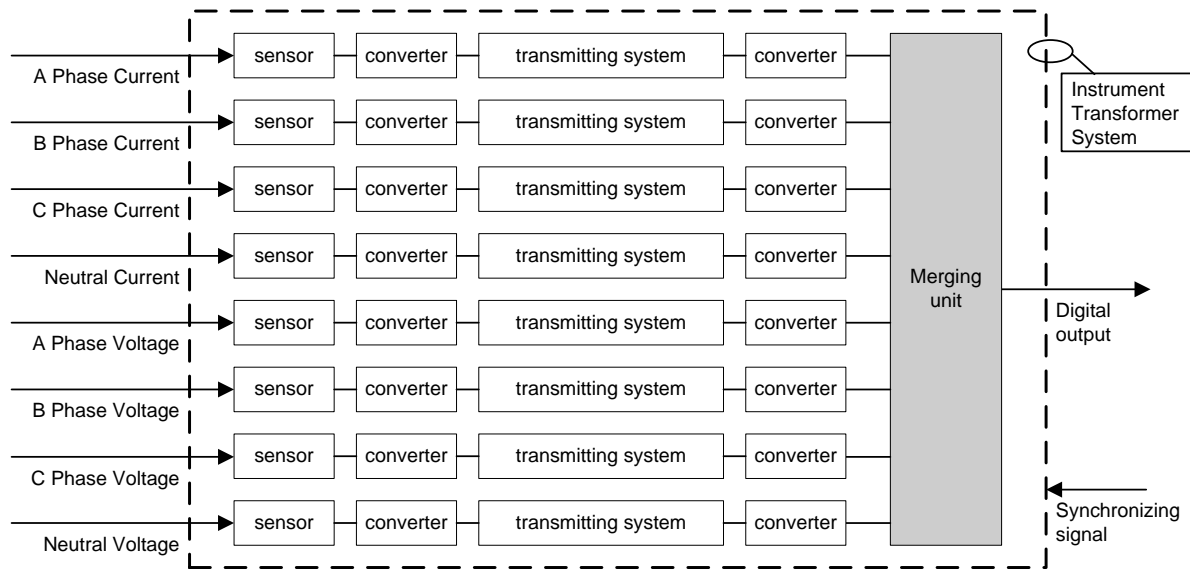 sensor converter transmitting system converter
A Phase Current
Instrument
Transformer
System
sensor converter transmitting system converter
B Phase Current
sensor converter transmitting system converter
C Phase Current
sensor converter transmitting system converter
Neutral Current
Merging
unit
Digital
output
sensor converter transmitting system converter
A Phase Voltage
sensor converter transmitting system converter
B Phase Voltage
sensor converter transmitting system converter
C Phase Voltage
Synchronizing
signal
sensor converter transmitting system converter
Neutral Voltage